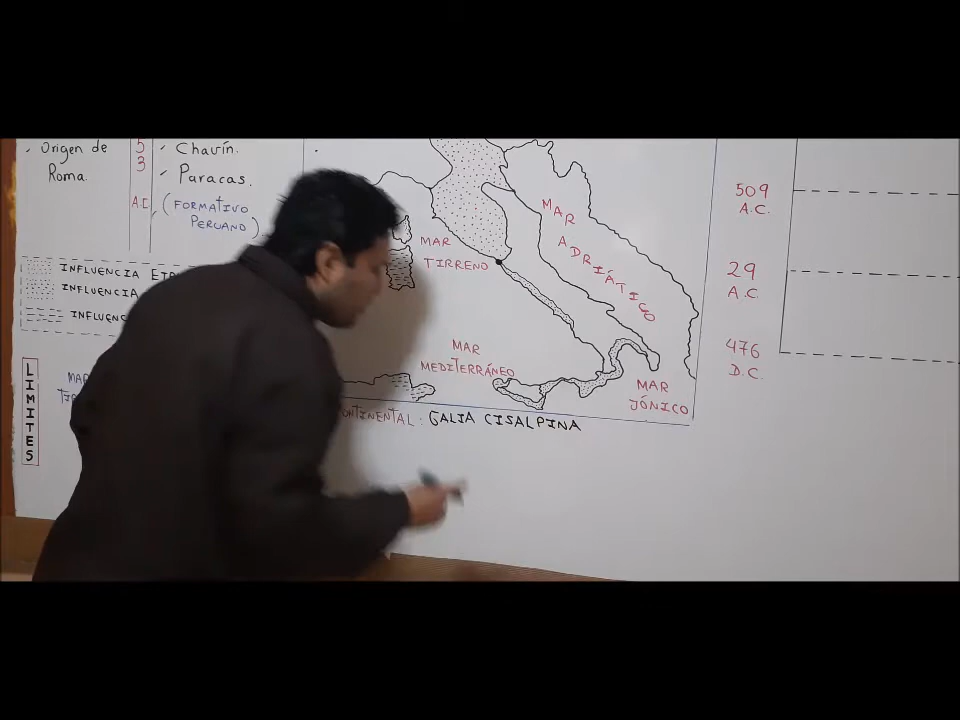 Origen de
Roma.
5
3
A.C.
✓ Chavín.
✓ Paracas.
(FORMATIVO
PERUANO)
INFLUENCIA
INFLUENCIA
LIMITES
MAR
TIRRENO
MAR
ADRIÁTICO
MAR
MEDITERRÁNEO
MAR
JÓNICO
CONTINENTAL : GALIA CISALPINA
509
A.C.
29
A.C.
476
D.C.